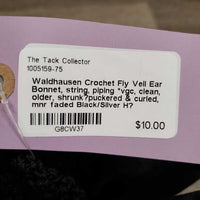 The Tack Collector
1005159-75
Waldhausen Crochet Fly Veil Ear
Bonnet, string, piping *vgc, clean,
older, shrunk?puckered & curled,
mnr faded Black/Silver H?
G8CW37
$10.00